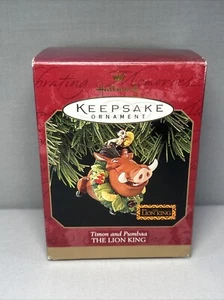 Hallmark
KEEPSAKE
ORNAMENT
THE LION KING
Timon and Pumbaa
THE LION KING